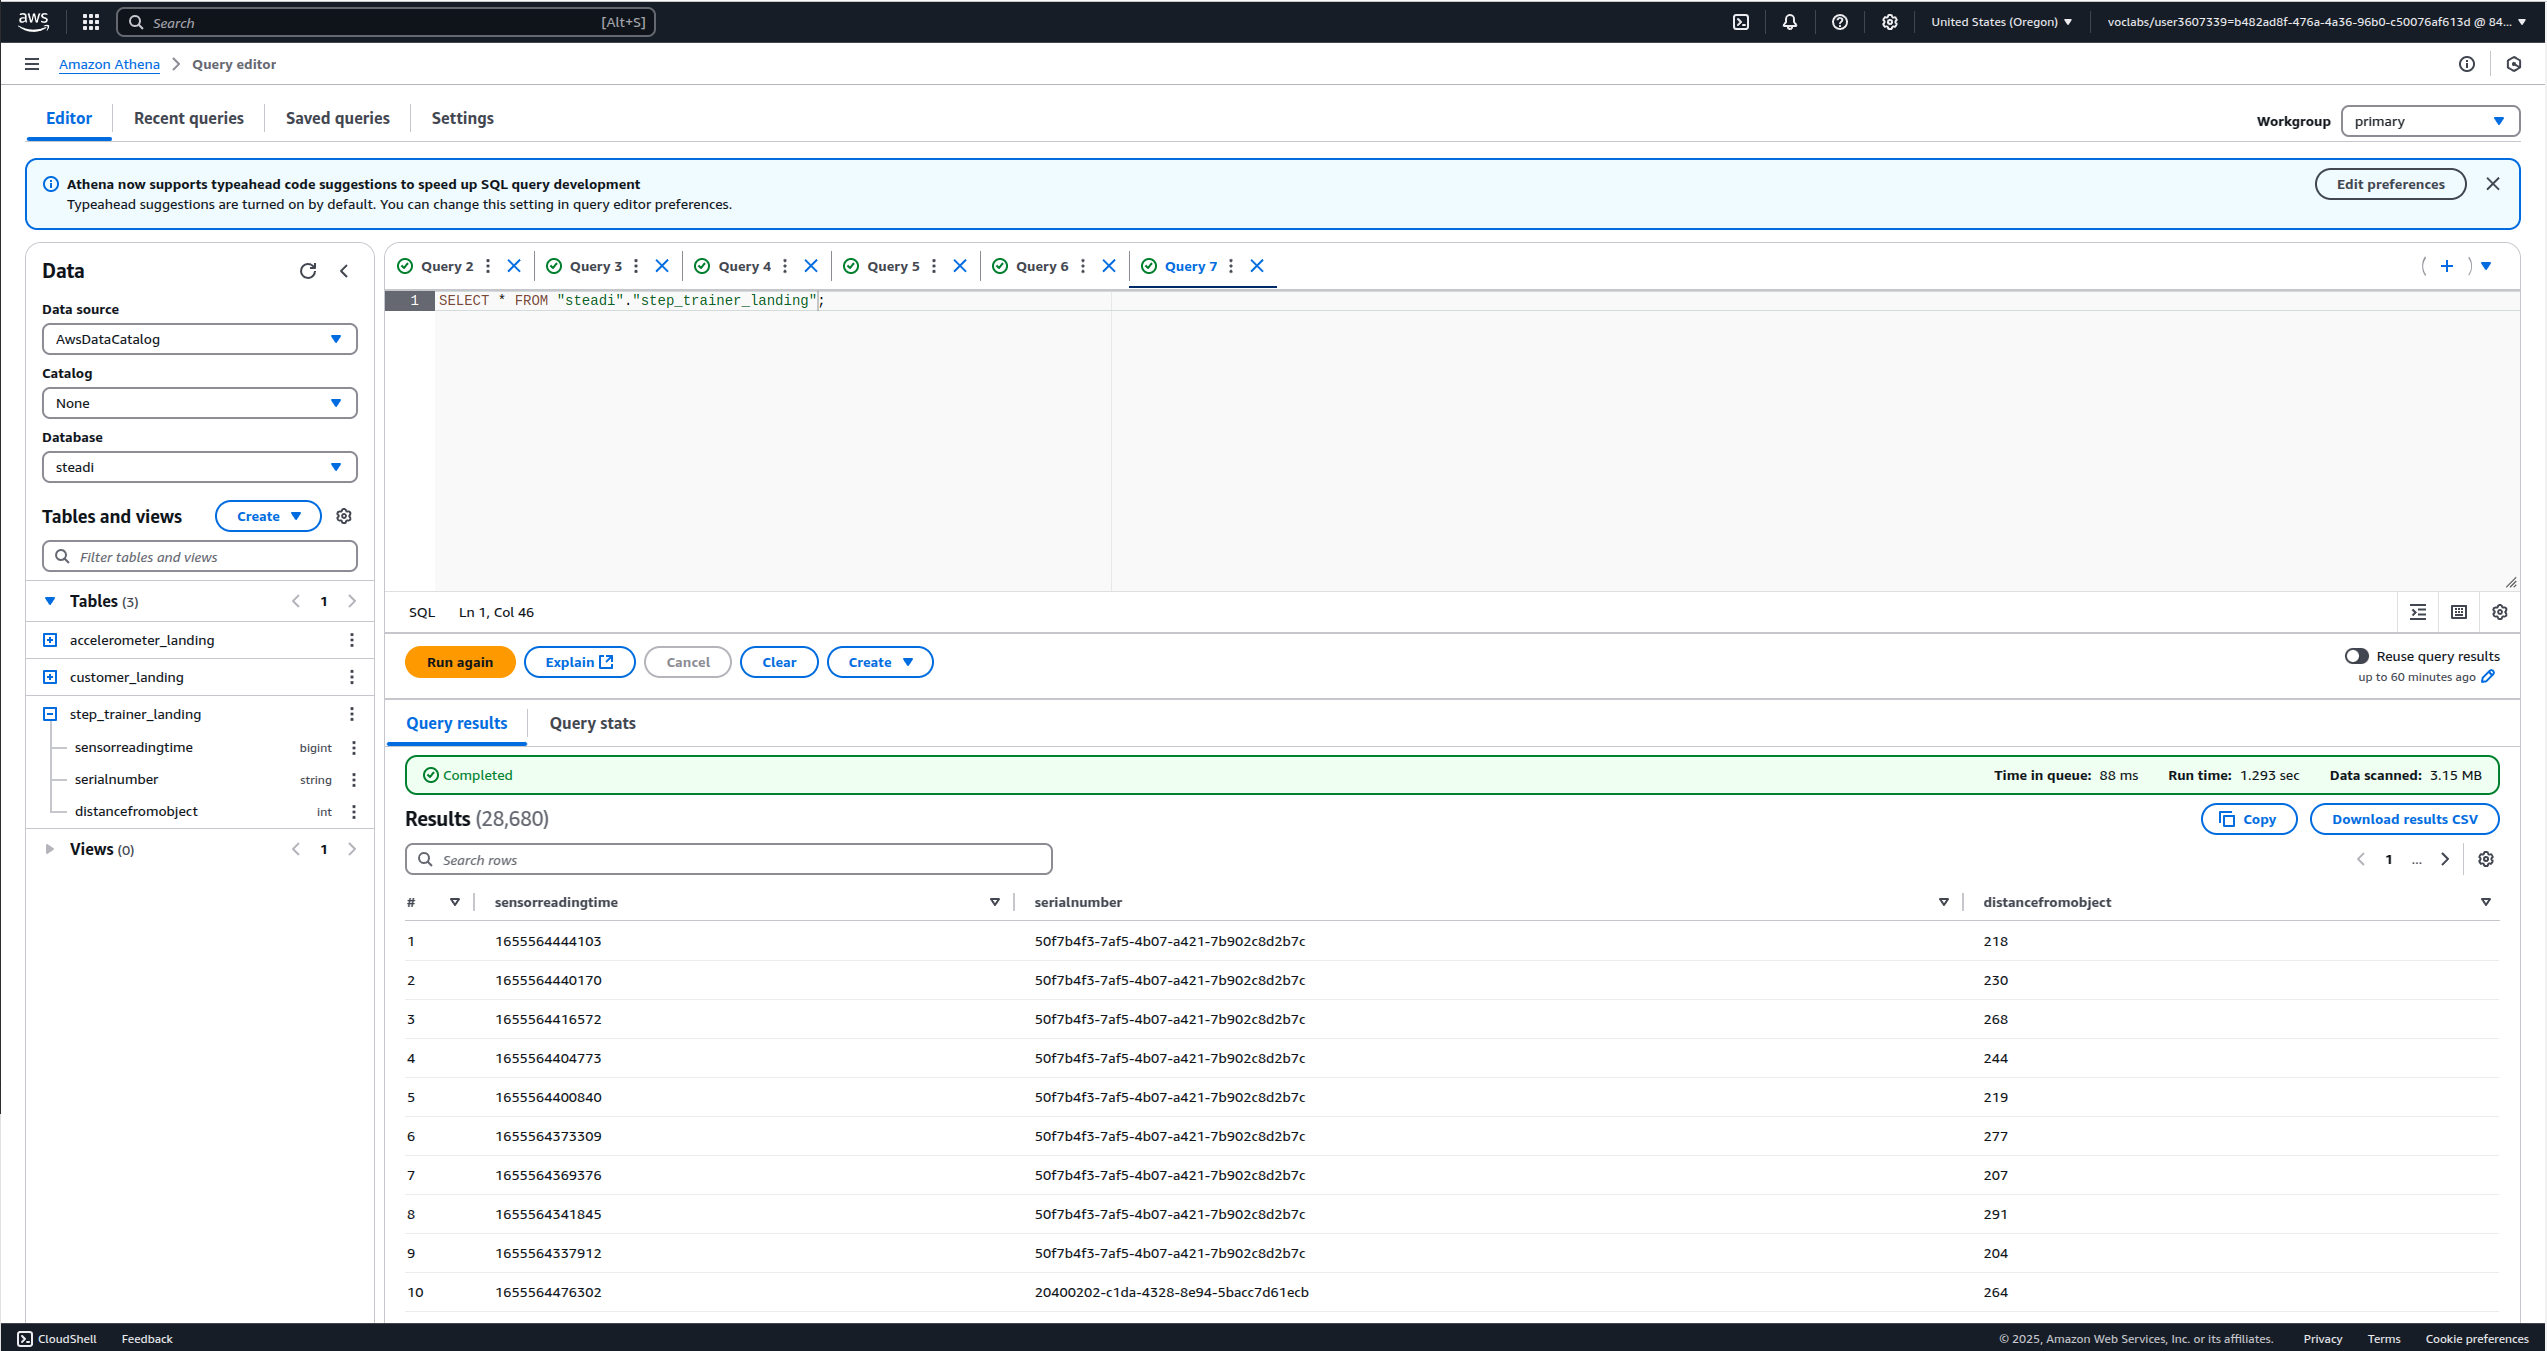 aws
Search [Alt+S]
United States (Oregon)
voclabs/user3607339=b482ad8f-476a-4a36-96b0-c50076af613d @ 84...
Amazon Athena > Query editor
Editor
Recent queries
Saved queries
Settings
Workgroup
primary
Athena now supports typeahead code suggestions to speed up SQL query development
Typeahead suggestions are turned on by default. You can change this setting in query editor preferences.
Edit preferences
Data
Data source
AwsDataCatalog
Catalog
None
Database
steadi
Tables and views
Create
Filter tables and views
Tables (3)
1
accelerometer_landing
customer_landing
step_trainer_landing
sensorreadingtime bigint
serialnumber string
distancefromobject int
Views (0)
1
Query 2
Query 3
Query 4
Query 5
Query 6
Query 7
1 SELECT * FROM "steadi"."step_trainer_landing";
SQL Ln 1, Col 46
Run again
Explain
Cancel
Clear
Create
Reuse query results
up to 60 minutes ago
Query results
Query stats
Completed
Time in queue: 88 ms
Run time: 1.293 sec
Data scanned: 3.15 MB
Results (28,680)
Copy
Download results CSV
Search rows
1 ...
# sensorreadingtime serialnumber distancefromobject
1 1655564444103 50f7b4f3-7af5-4b07-a421-7b902c8d2b7c 218
2 1655564440170 50f7b4f3-7af5-4b07-a421-7b902c8d2b7c 230
3 1655564416572 50f7b4f3-7af5-4b07-a421-7b902c8d2b7c 268
4 1655564404773 50f7b4f3-7af5-4b07-a421-7b902c8d2b7c 244
5 1655564400840 50f7b4f3-7af5-4b07-a421-7b902c8d2b7c 219
6 1655564373309 50f7b4f3-7af5-4b07-a421-7b902c8d2b7c 277
7 1655564369376 50f7b4f3-7af5-4b07-a421-7b902c8d2b7c 207
8 1655564341845 50f7b4f3-7af5-4b07-a421-7b902c8d2b7c 291
9 1655564337912 50f7b4f3-7af5-4b07-a421-7b902c8d2b7c 204
10 1655564476302 20400202-c1da-4328-8e94-5bacc7d61ecb 264
CloudShell
Feedback
© 2025, Amazon Web Services, Inc. or its affiliates.
Privacy
Terms
Cookie preferences